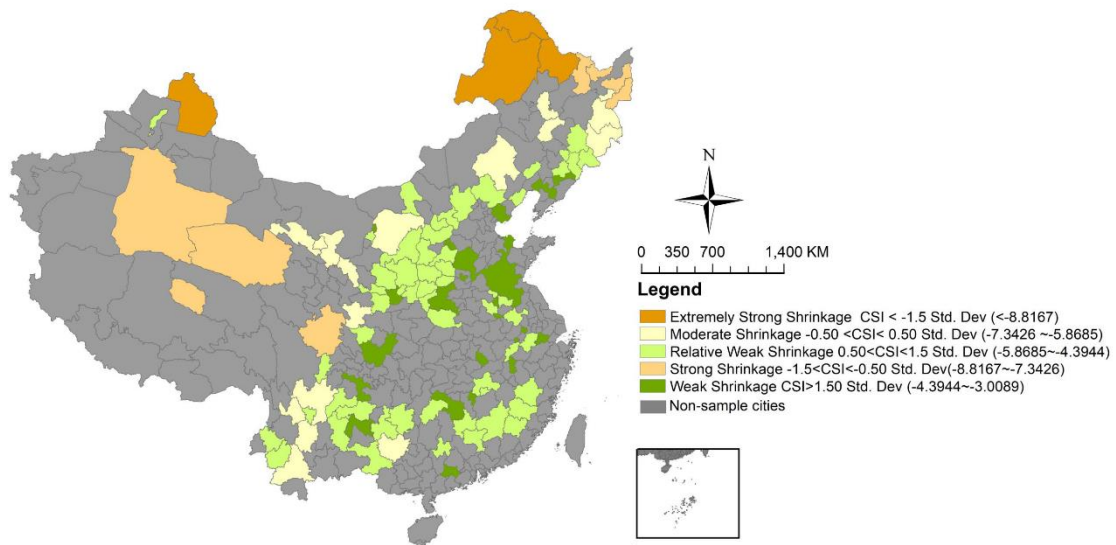 N
0 350 700 1,400 KM
Legend
Extremely Strong Shrinkage CSI < -1.5 Std. Dev (<-8.8167)
Moderate Shrinkage -0.50 <CSI< 0.50 Std. Dev (-7.3426 ~-5.8685)
Relative Weak Shrinkage 0.50<CSI<1.5 Std. Dev (-5.8685~-4.3944)
Strong Shrinkage -1.5<CSI<-0.50 Std. Dev(-8.8167~-7.3426)
Weak Shrinkage CSI>1.50 Std. Dev (-4.3944~-3.0089)
Non-sample cities